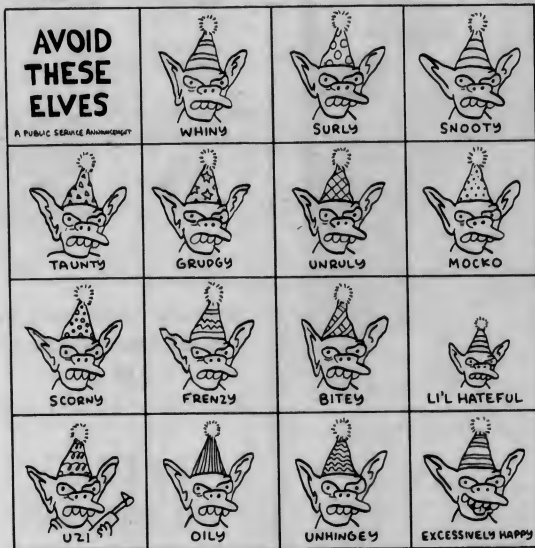 AVOID
THESE
ELVES
A PUBLIC SERVICE ANNOUNCEMENT
WHINY
SURLY
SNOOTY
TAUNTY
GRUDGY
UNRULY
MOCKO
SCORNY
FRENZY
BITEY
LI'L HATEFUL
UZI
OILY
UNHINGEY
EXCESSIVELY HAPPY